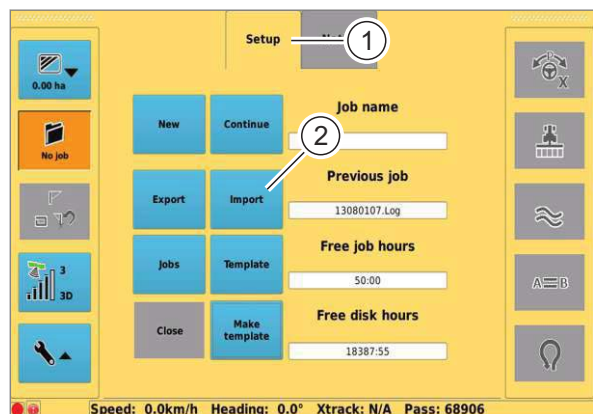 Setup
1
0.00 ha
X
Job name
New
Continue
2
No job
Previous job
Export
Import
13080107.Log
Free job hours
3
3D
Jobs
Template
50:00
A=B
Free disk hours
Close
Make
template
18387:55
Speed: 0.0km/h Heading: 0.0° Xtrack: N/A Pass: 68906